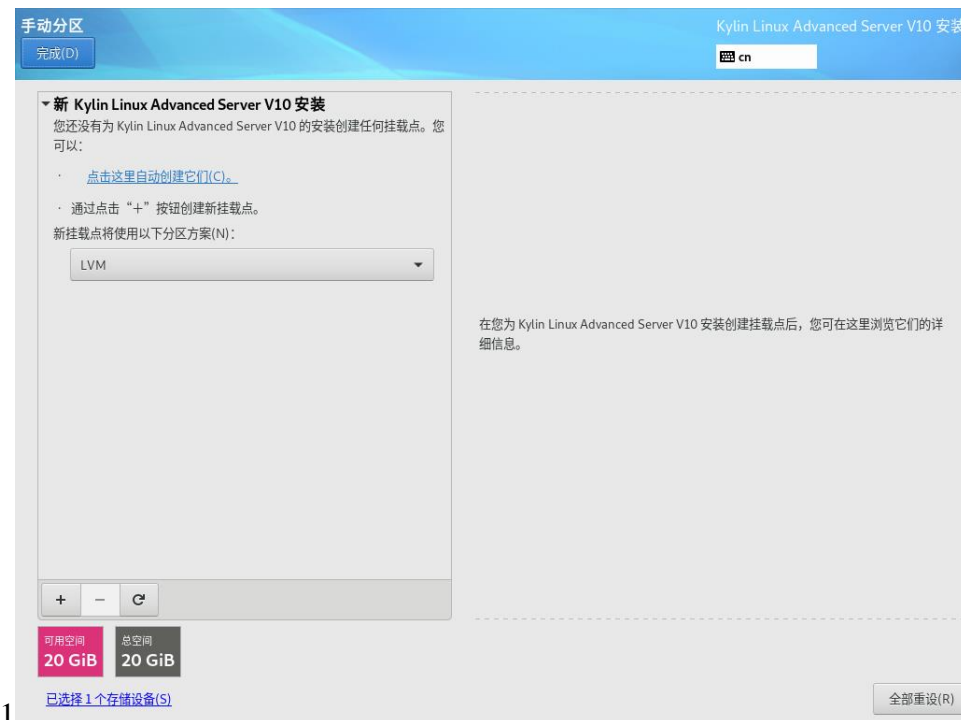 手动分区
Kylin Linux Advanced Server V10 安装
完成(D)
cn
新 Kylin Linux Advanced Server V10 安装
您还没有为 Kylin Linux Advanced Server V10 的安装创建任何挂载点。您
可以：
· 点击这里自动创建它们(C)。
· 通过点击“+”按钮创建新挂载点。
新挂载点将使用以下分区方案(N)：
LVM
在您为 Kylin Linux Advanced Server V10 安装创建挂载点后，您可在这里浏览它们的详
细信息。
+ −
可用空间
20 GiB
总空间
20 GiB
已选择 1 个存储设备(S)
全部重设(R)
1